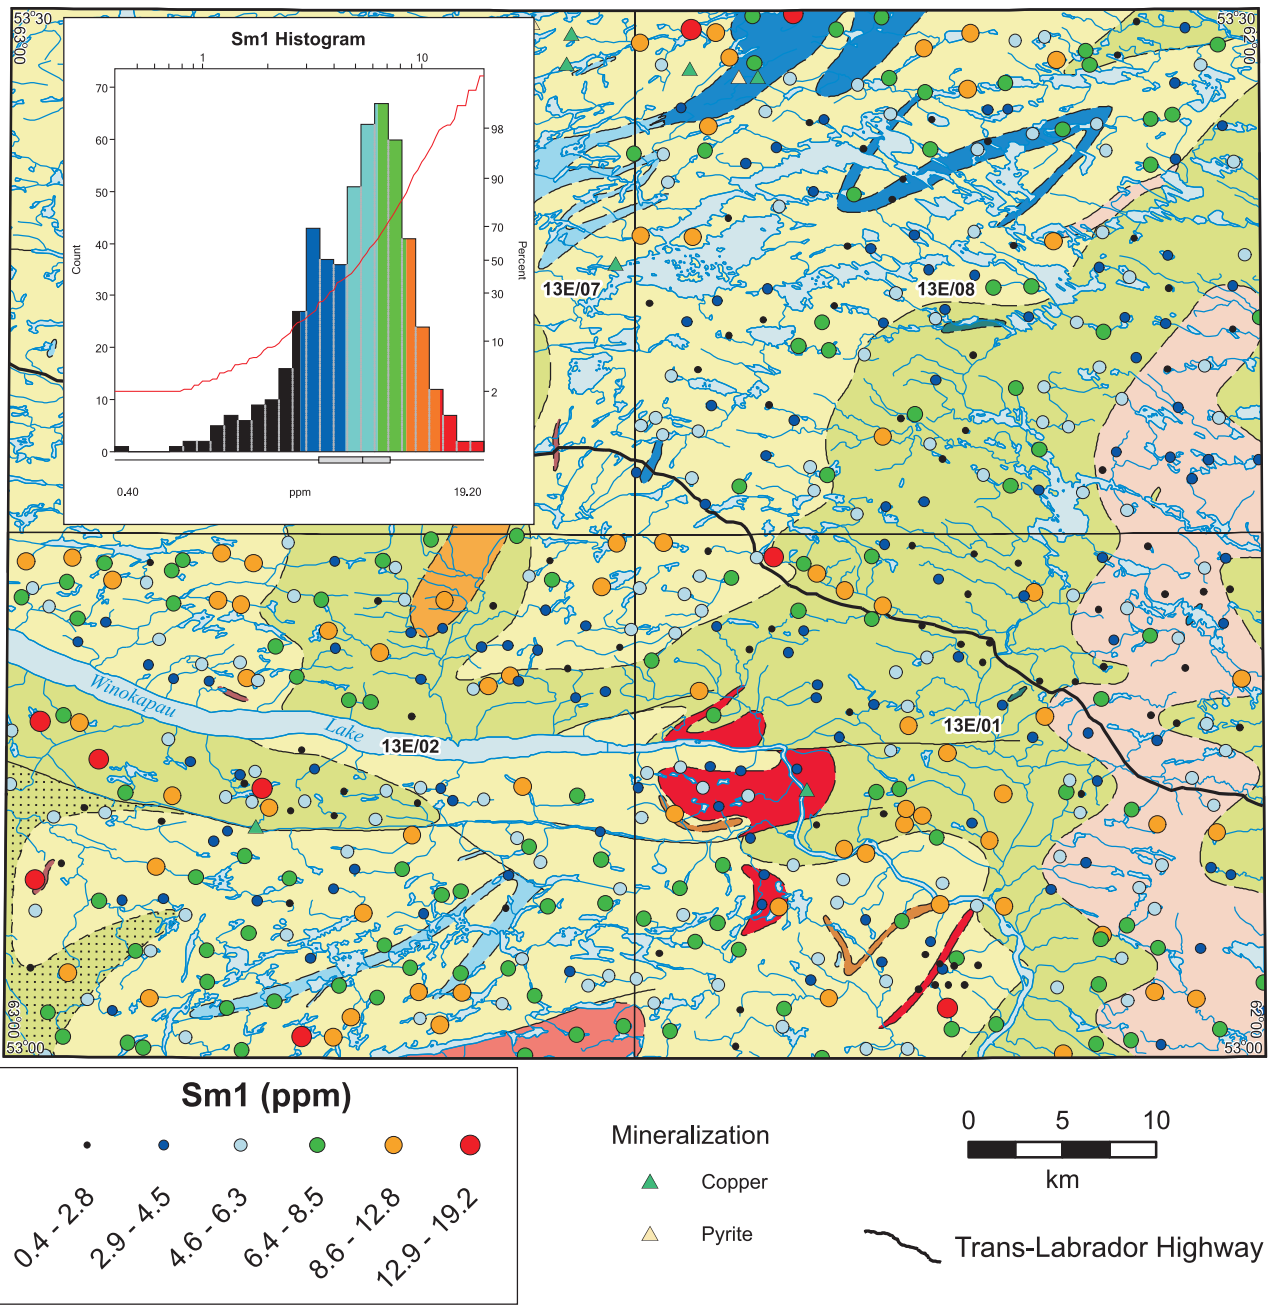 53°30
63°00
53°30
62°00
Sm1 Histogram
1 10
70
60
50
40
30
20
10
0
Count
98
90
70
50
30
10
2
Percent
0.40 ppm 19.20
13E/07
13E/08
Winokapau
Lake
13E/02
13E/01
63°00
53°00
62°00
53°00
Sm1 (ppm)
0.4 - 2.8
2.9 - 4.5
4.6 - 6.3
6.4 - 8.5
8.6 - 12.8
12.9 - 19.2
Mineralization
Copper
Pyrite
0 5 10
km
Trans-Labrador Highway